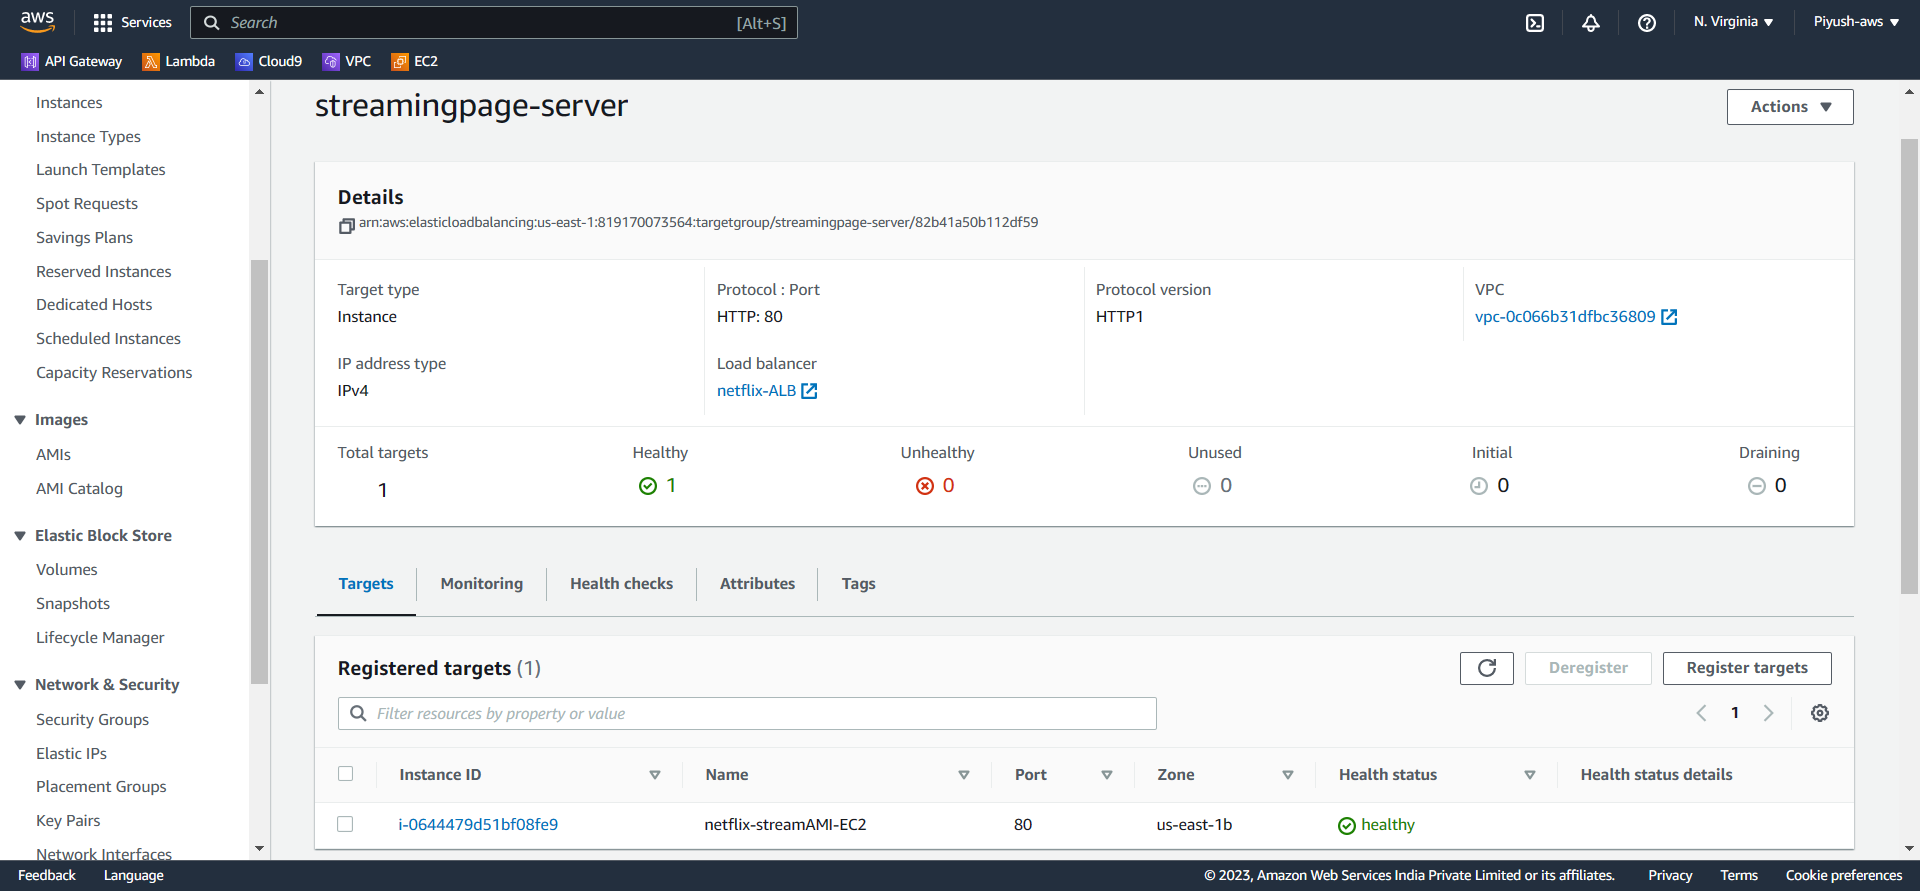 aws
Services
Search
[Alt+S]
N. Virginia
Piyush-aws
API Gateway
Lambda
Cloud9
VPC
EC2
Instances
Instance Types
Launch Templates
Spot Requests
Savings Plans
Reserved Instances
Dedicated Hosts
Scheduled Instances
Capacity Reservations
Images
AMIs
AMI Catalog
Elastic Block Store
Volumes
Snapshots
Lifecycle Manager
Network & Security
Security Groups
Elastic IPs
Placement Groups
Key Pairs
Network Interfaces
streamingpage-server
Actions
Details
arn:aws:elasticloadbalancing:us-east-1:819170073564:targetgroup/streamingpage-server/82b41a50b112df59
Target type
Instance
Protocol : Port
HTTP: 80
Protocol version
HTTP1
VPC
vpc-0c066b31dfbc36809
IP address type
IPv4
Load balancer
netflix-ALB
Total targets
1
Healthy
1
Unhealthy
0
Unused
0
Initial
0
Draining
0
Targets
Monitoring
Health checks
Attributes
Tags
Registered targets (1)
Deregister
Register targets
Filter resources by property or value
1
Instance ID
Name
Port
Zone
Health status
Health status details
i-0644479d51bf08fe9
netflix-streamAMI-EC2
80
us-east-1b
healthy
Feedback
Language
© 2023, Amazon Web Services India Private Limited or its affiliates.
Privacy
Terms
Cookie preferences